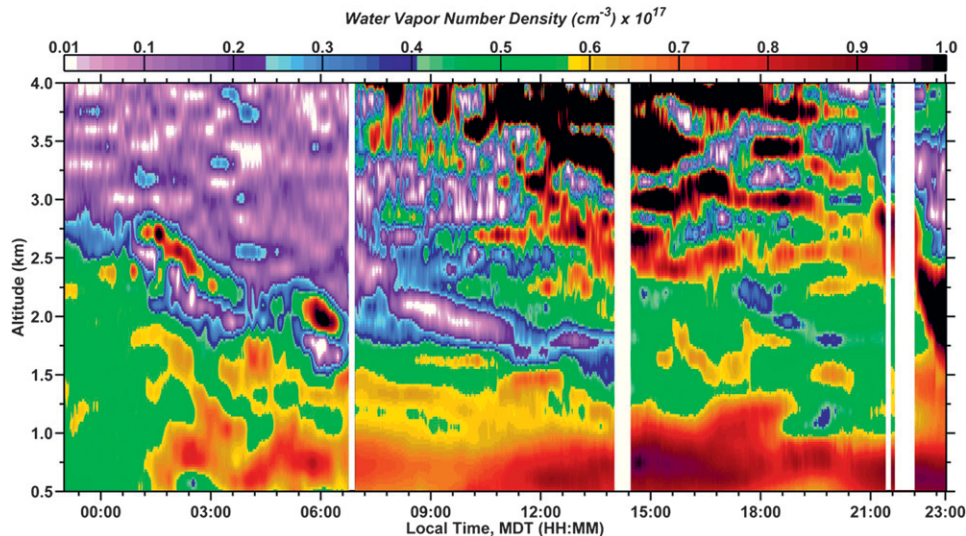 Water Vapor Number Density (cm-3) x 1017
0.01 0.1 0.2 0.3 0.4 0.5 0.6 0.7 0.8 0.9 1.0
Altitude (km)
4.0
3.5
3.0
2.5
2.0
1.5
1.0
0.5
00:00 03:00 06:00 09:00 12:00 15:00 18:00 21:00 23:00
Local Time, MDT (HH:MM)